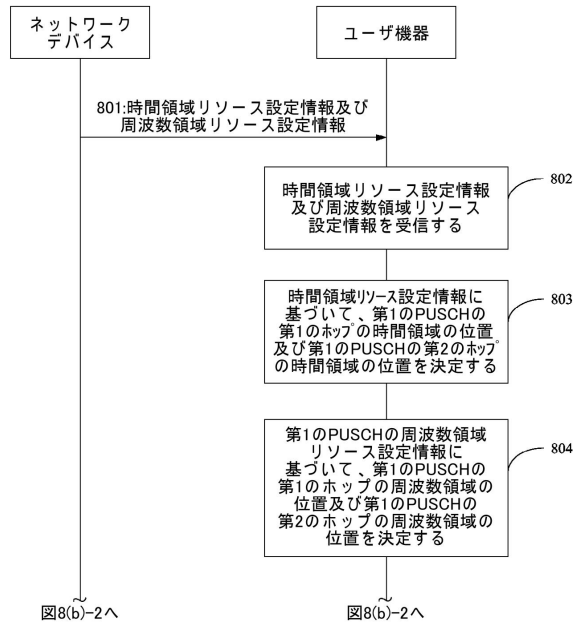 ネットワーク
デバイス
ユーザ機器
801:時間領域リソース設定情報及び
周波数領域リソース設定情報
時間領域リソース設定情報
及び周波数領域リソース
設定情報を受信する
802
時間領域リソース設定情報に
基づいて、第1のPUSCHの
第1のホップの時間領域の位置
及び第1のPUSCHの第2のホップ
の時間領域の位置を決定する
803
第1のPUSCHの周波数領域
リソース設定情報に
基づいて、第1のPUSCHの
第1のホップの周波数領域の
位置及び第1のPUSCHの
第2のホップの周波数領域の
位置を決定する
804
図8(b)-2へ
図8(b)-2へ